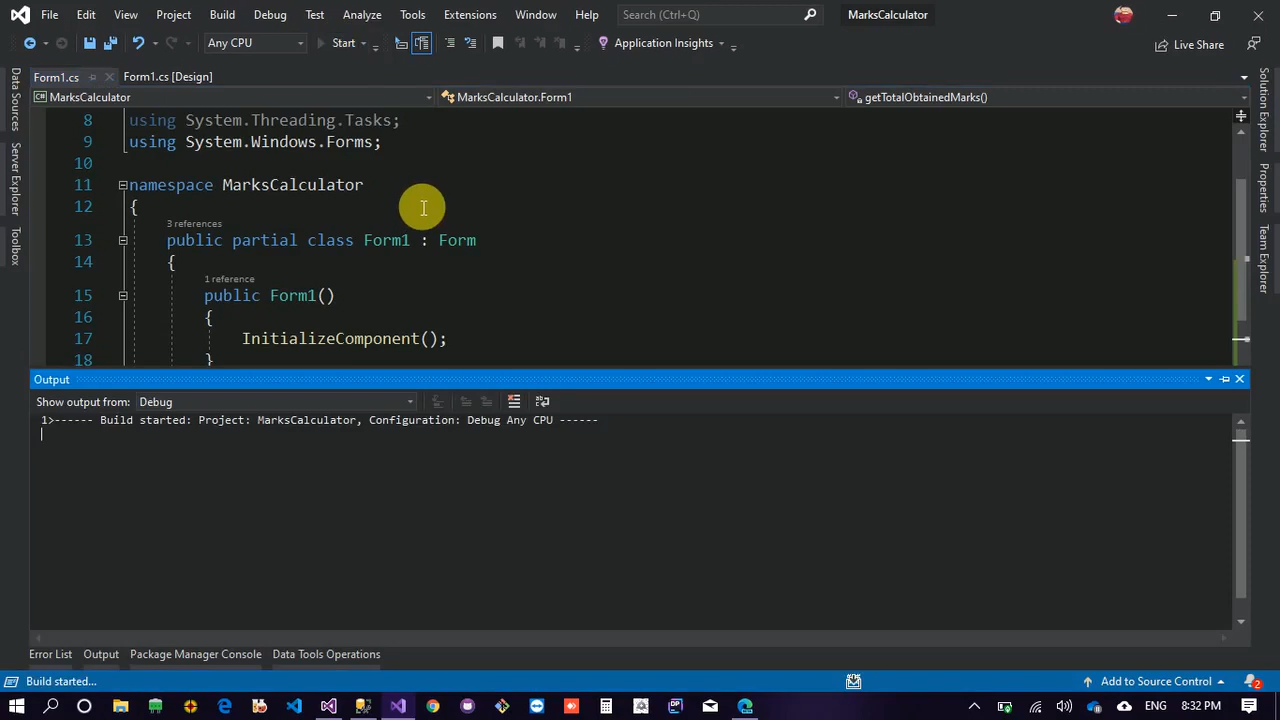 File Edit View Project Build Debug Test Analyze Tools Extensions Window Help Search (Ctrl+Q) MarksCalculator
Any CPU Start Application Insights Live Share
Form1.cs Form1.cs [Design]
MarksCalculator MarksCalculator.Form1 getTotalObtainedMarks()
8 using System.Threading.Tasks;
9 using System.Windows.Forms;
10
11 namespace MarksCalculator
12 {
3 references
13 public partial class Form1 : Form
14 {
1 reference
15 public Form1()
16 {
17 InitializeComponent();
18 }
Data Sources
Server Explorer
Toolbox
Solution Explorer
Properties
Team Explorer
Output
Show output from: Debug
1>------ Build started: Project: MarksCalculator, Configuration: Debug Any CPU ------
Error List Output Package Manager Console Data Tools Operations
Build started... Add to Source Control 2
ENG 8:32 PM